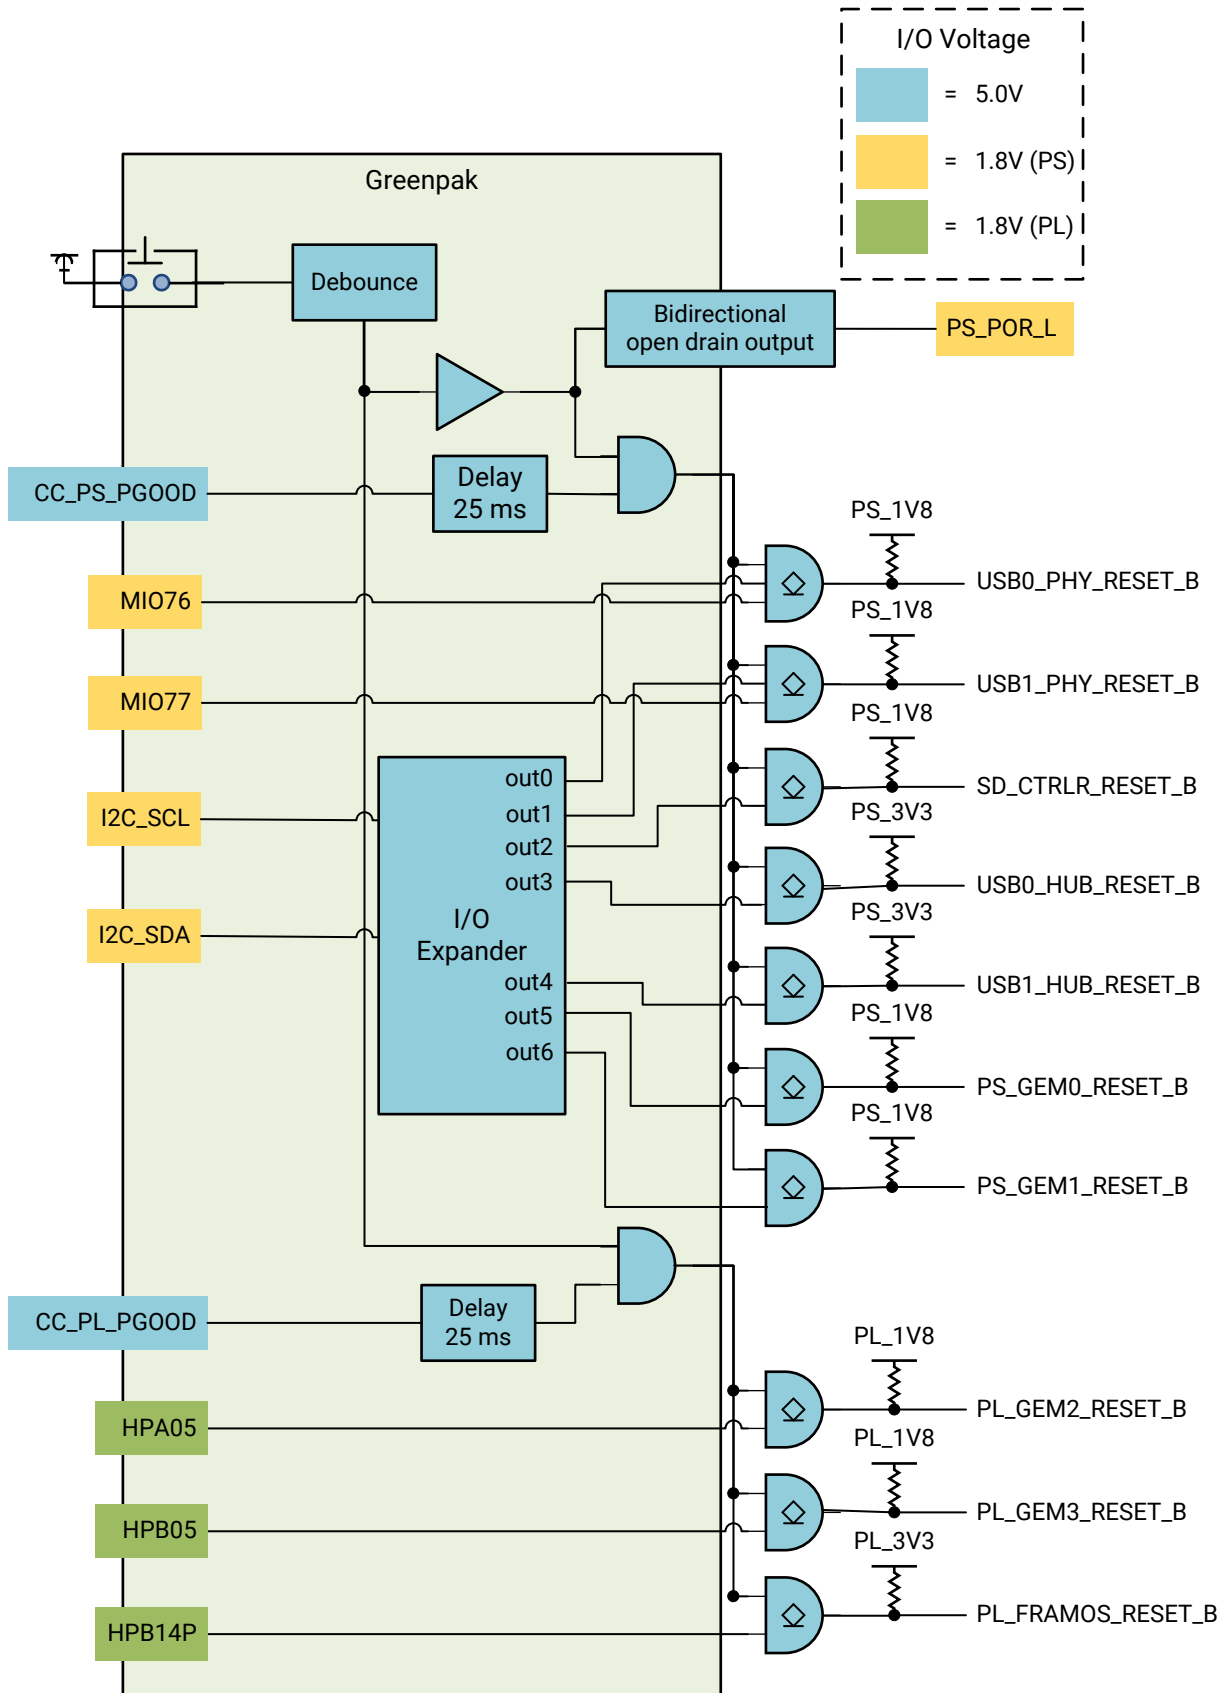 I/O Voltage
= 5.0V
= 1.8V (PS)
= 1.8V (PL)
Greenpak
Debounce
Bidirectional
open drain output
PS_POR_L
CC_PS_PGOOD
Delay
25 ms
PS_1V8
MIO76
USB0_PHY_RESET_B
PS_1V8
MIO77
USB1_PHY_RESET_B
PS_1V8
out0
I2C_SCL
out1
SD_CTRLR_RESET_B
PS_3V3
out2
out3
USB0_HUB_RESET_B
PS_3V3
I2C_SDA
I/O
Expander
out4
USB1_HUB_RESET_B
PS_1V8
out5
out6
PS_GEM0_RESET_B
PS_1V8
PS_GEM1_RESET_B
CC_PL_PGOOD
Delay
25 ms
PL_1V8
HPA05
PL_GEM2_RESET_B
PL_1V8
HPB05
PL_GEM3_RESET_B
PL_3V3
HPB14P
PL_FRAMOS_RESET_B